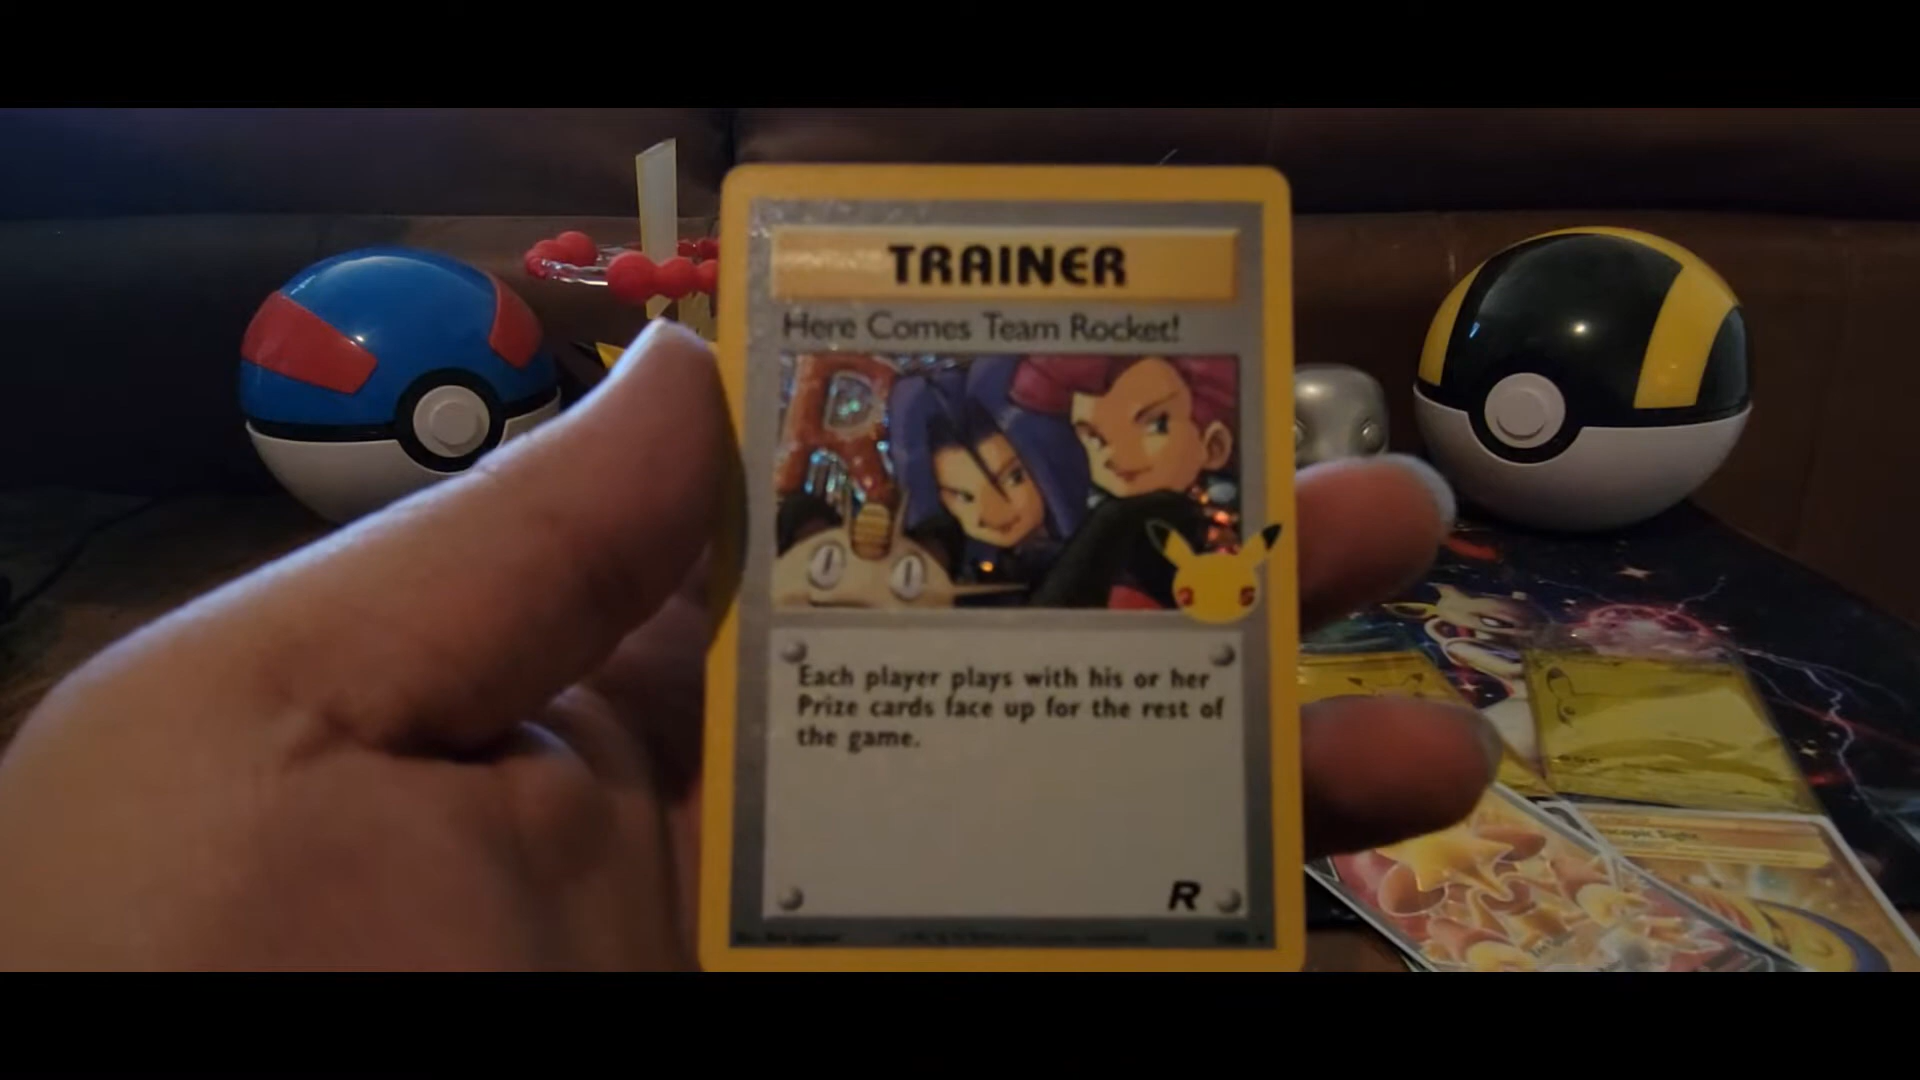 TRAINER
Here Comes Team Rocket!
Each player plays with his or her
Prize cards face up for the rest of
the game.
R